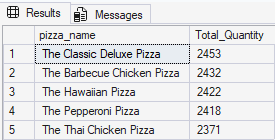 Results Messages
pizza_name Total_Quantity
1 The Classic Deluxe Pizza 2453
2 The Barbecue Chicken Pizza 2432
3 The Hawaiian Pizza 2422
4 The Pepperoni Pizza 2418
5 The Thai Chicken Pizza 2371